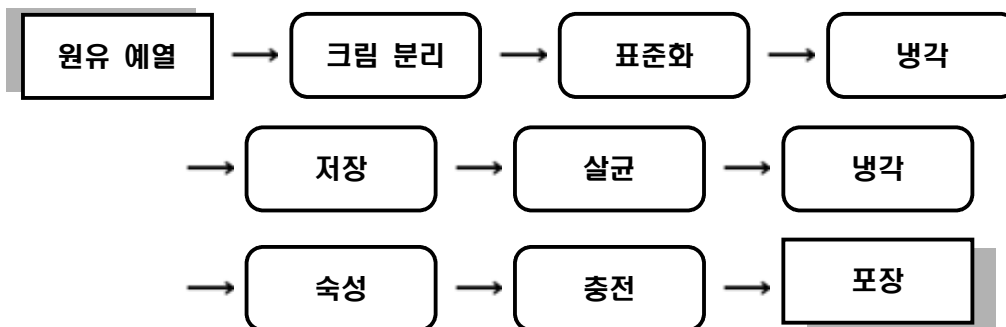 원유 예열 → 크림 분리 → 표준화 → 냉각
→ 저장 → 살균 → 냉각
→ 숙성 → 충전 → 포장